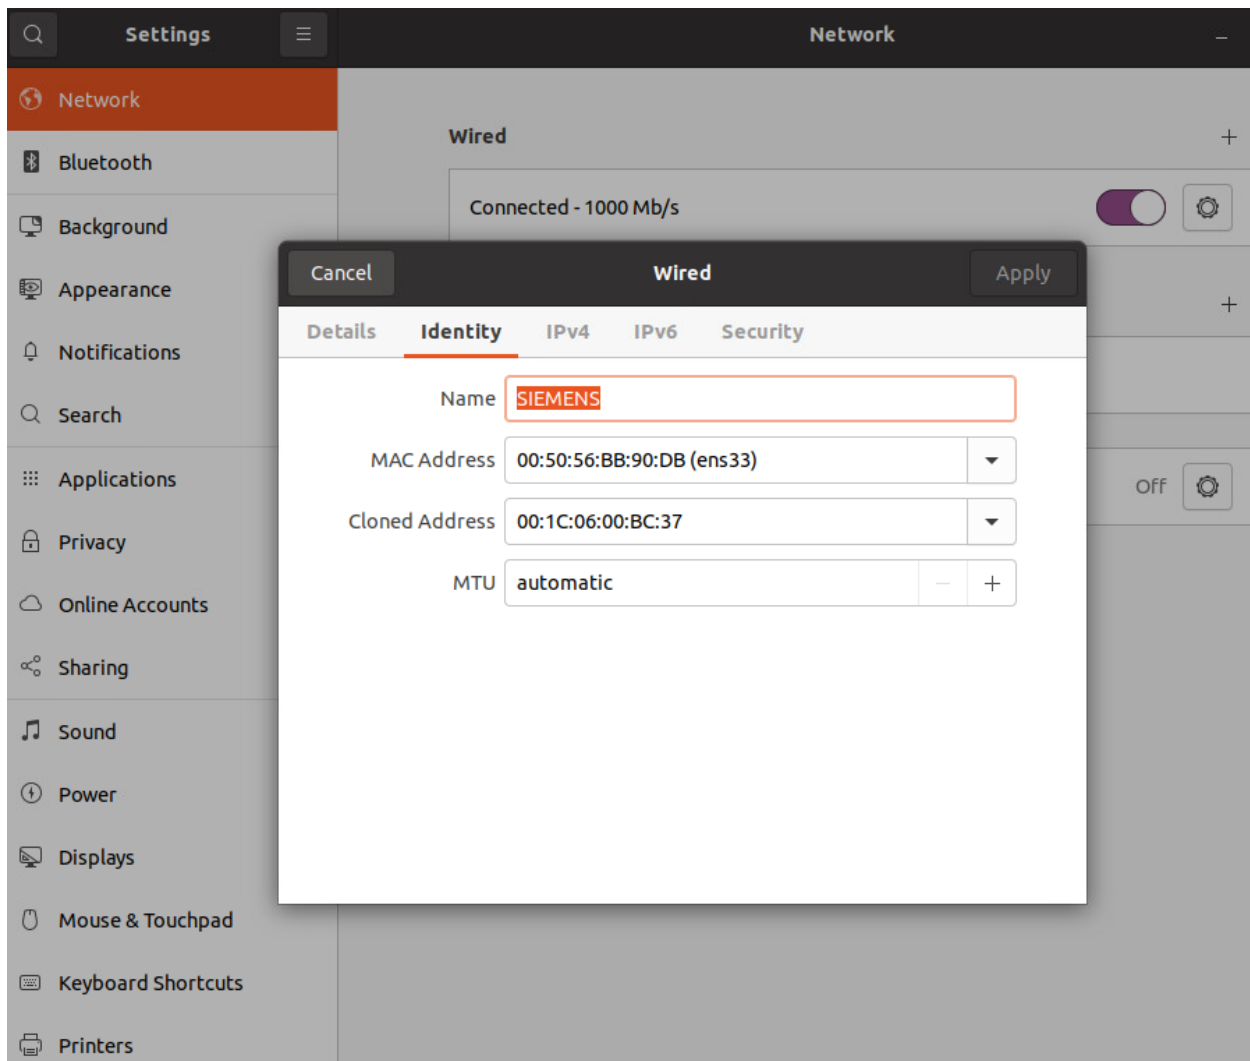 Settings
Network
Network
Bluetooth
Background
Appearance
Notifications
Search
Applications
Privacy
Online Accounts
Sharing
Sound
Power
Displays
Mouse & Touchpad
Keyboard Shortcuts
Printers
Wired
Connected - 1000 Mb/s
Off
Cancel
Wired
Apply
Details Identity IPv4 IPv6 Security
Name SIEMENS
MAC Address 00:50:56:BB:90:DB (ens33)
Cloned Address 00:1C:06:00:BC:37
MTU automatic